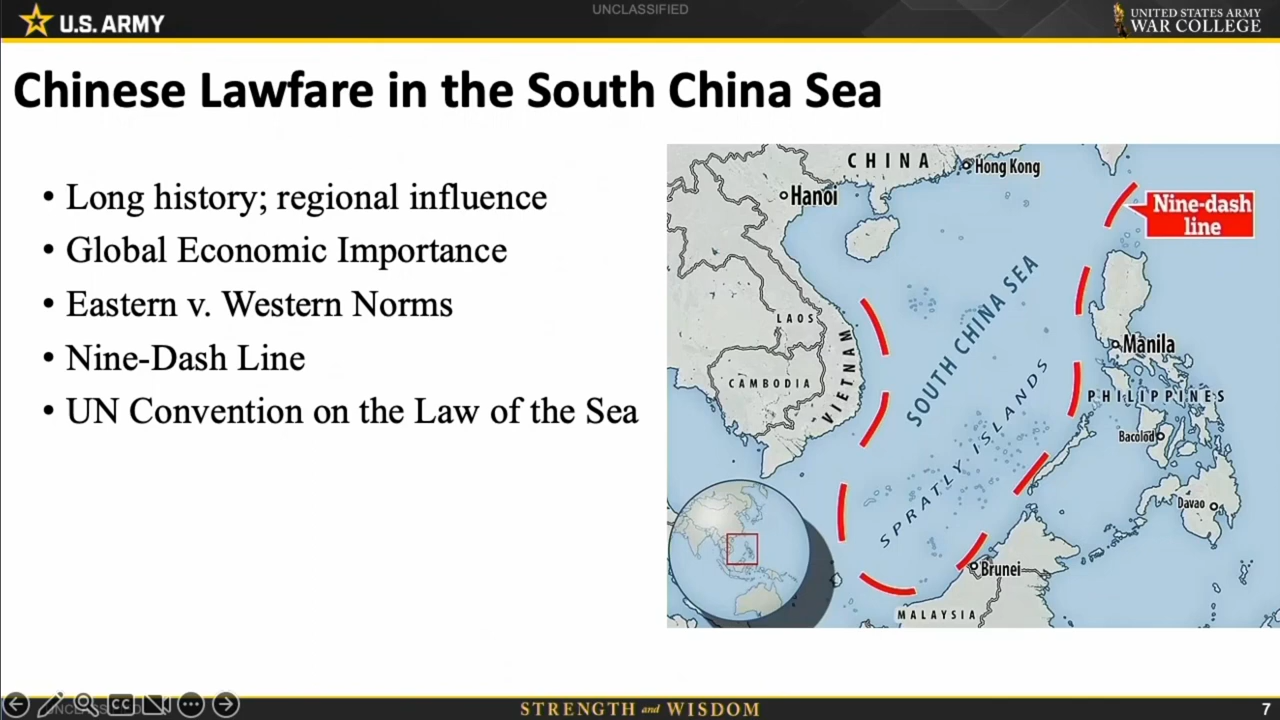 UNCLASSIFIED
U.S. ARMY
UNITED STATES ARMY
WAR COLLEGE
Chinese Lawfare in the South China Sea
• Long history; regional influence
• Global Economic Importance
• Eastern v. Western Norms
• Nine-Dash Line
• UN Convention on the Law of the Sea
CHINA
Hong Kong
Hanoi
Nine-dash
line
SOUTH CHINA SEA
LAOS
VIETNAM
CAMBODIA
Manila
PHILIPPINES
Bacolod
SPRATLY ISLANDS
Davao
Brunei
MALAYSIA
CC
STRENGTH and WISDOM
7